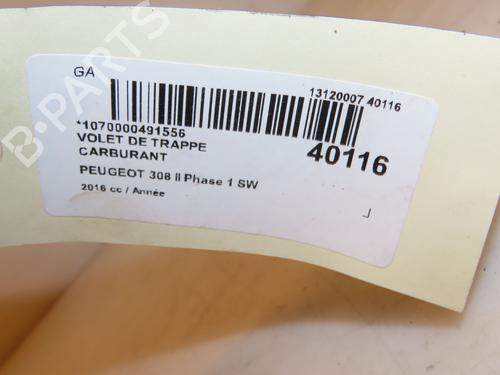 GA
13120007 40116
*1070000491556
VOLET DE TRAPPE
CARBURANT
40116
PEUGEOT 308 II Phase 1 SW
2016 cc / Année
B-PARTS